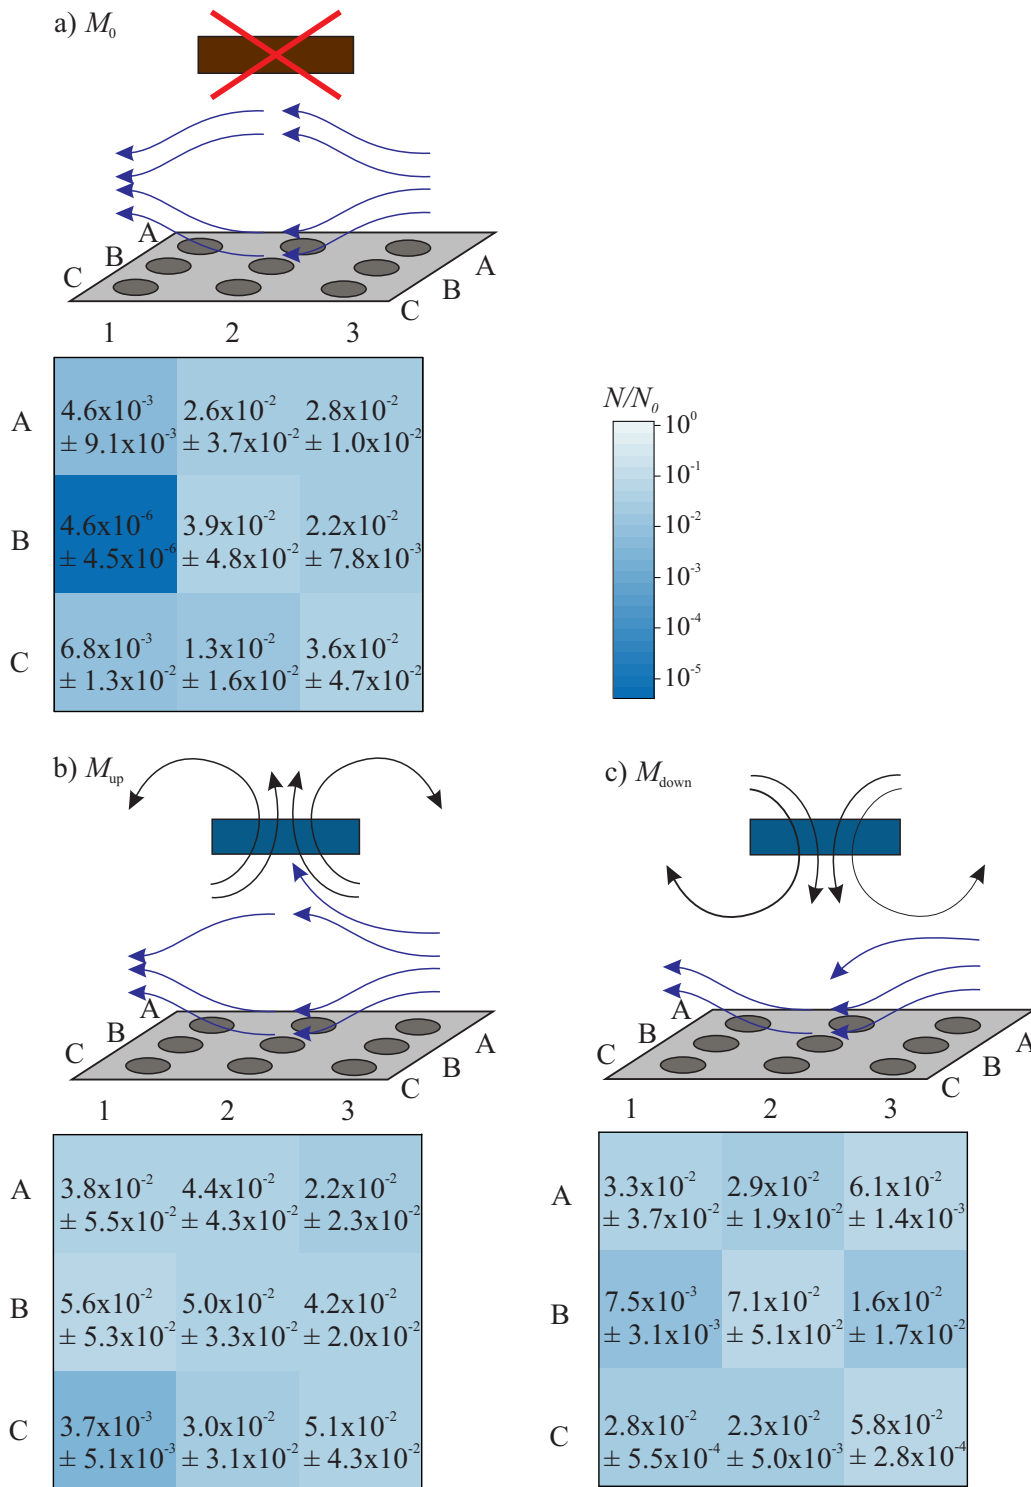 a) M₀
A
B
C
A
B
C
1 2 3
A
4.6x10⁻³ 2.6x10⁻² 2.8x10⁻²
± 9.1x10⁻³ ± 3.7x10⁻² ± 1.0x10⁻²
B
4.6x10⁻⁶ 3.9x10⁻² 2.2x10⁻²
± 4.5x10⁻⁶ ± 4.8x10⁻² ± 7.8x10⁻³
C
6.8x10⁻³ 1.3x10⁻² 3.6x10⁻²
± 1.3x10⁻² ± 1.6x10⁻² ± 4.7x10⁻²
N/N₀
10⁰
10⁻¹
10⁻²
10⁻³
10⁻⁴
10⁻⁵
b) M_up
A
B
C
A
B
C
1 2 3
A
3.8x10⁻² 4.4x10⁻² 2.2x10⁻²
± 5.5x10⁻² ± 4.3x10⁻² ± 2.3x10⁻²
B
5.6x10⁻² 5.0x10⁻² 4.2x10⁻²
± 5.3x10⁻² ± 3.3x10⁻² ± 2.0x10⁻²
C
3.7x10⁻³ 3.0x10⁻² 5.1x10⁻²
± 5.1x10⁻³ ± 3.1x10⁻² ± 4.3x10⁻²
c) M_down
A
B
C
A
B
C
1 2 3
A
3.3x10⁻² 2.9x10⁻² 6.1x10⁻²
± 3.7x10⁻² ± 1.9x10⁻² ± 1.4x10⁻³
B
7.5x10⁻³ 7.1x10⁻² 1.6x10⁻²
± 3.1x10⁻³ ± 5.1x10⁻² ± 1.7x10⁻²
C
2.8x10⁻² 2.3x10⁻² 5.8x10⁻²
± 5.5x10⁻⁴ ± 5.0x10⁻³ ± 2.8x10⁻⁴